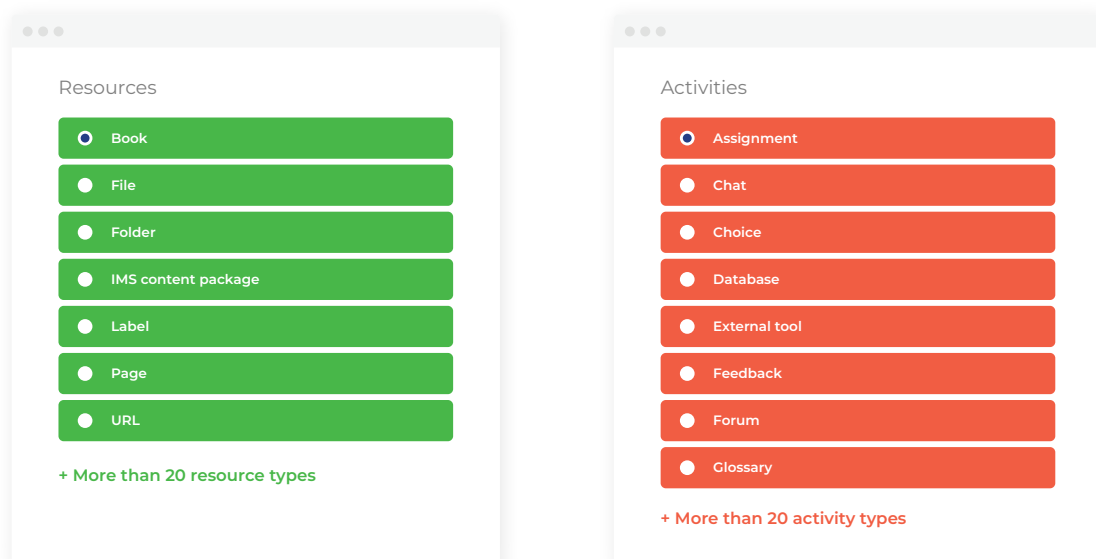 Resources
Book
File
Folder
IMS content package
Label
Page
URL
+ More than 20 resource types
Activities
Assignment
Chat
Choice
Database
External tool
Feedback
Forum
Glossary
+ More than 20 activity types